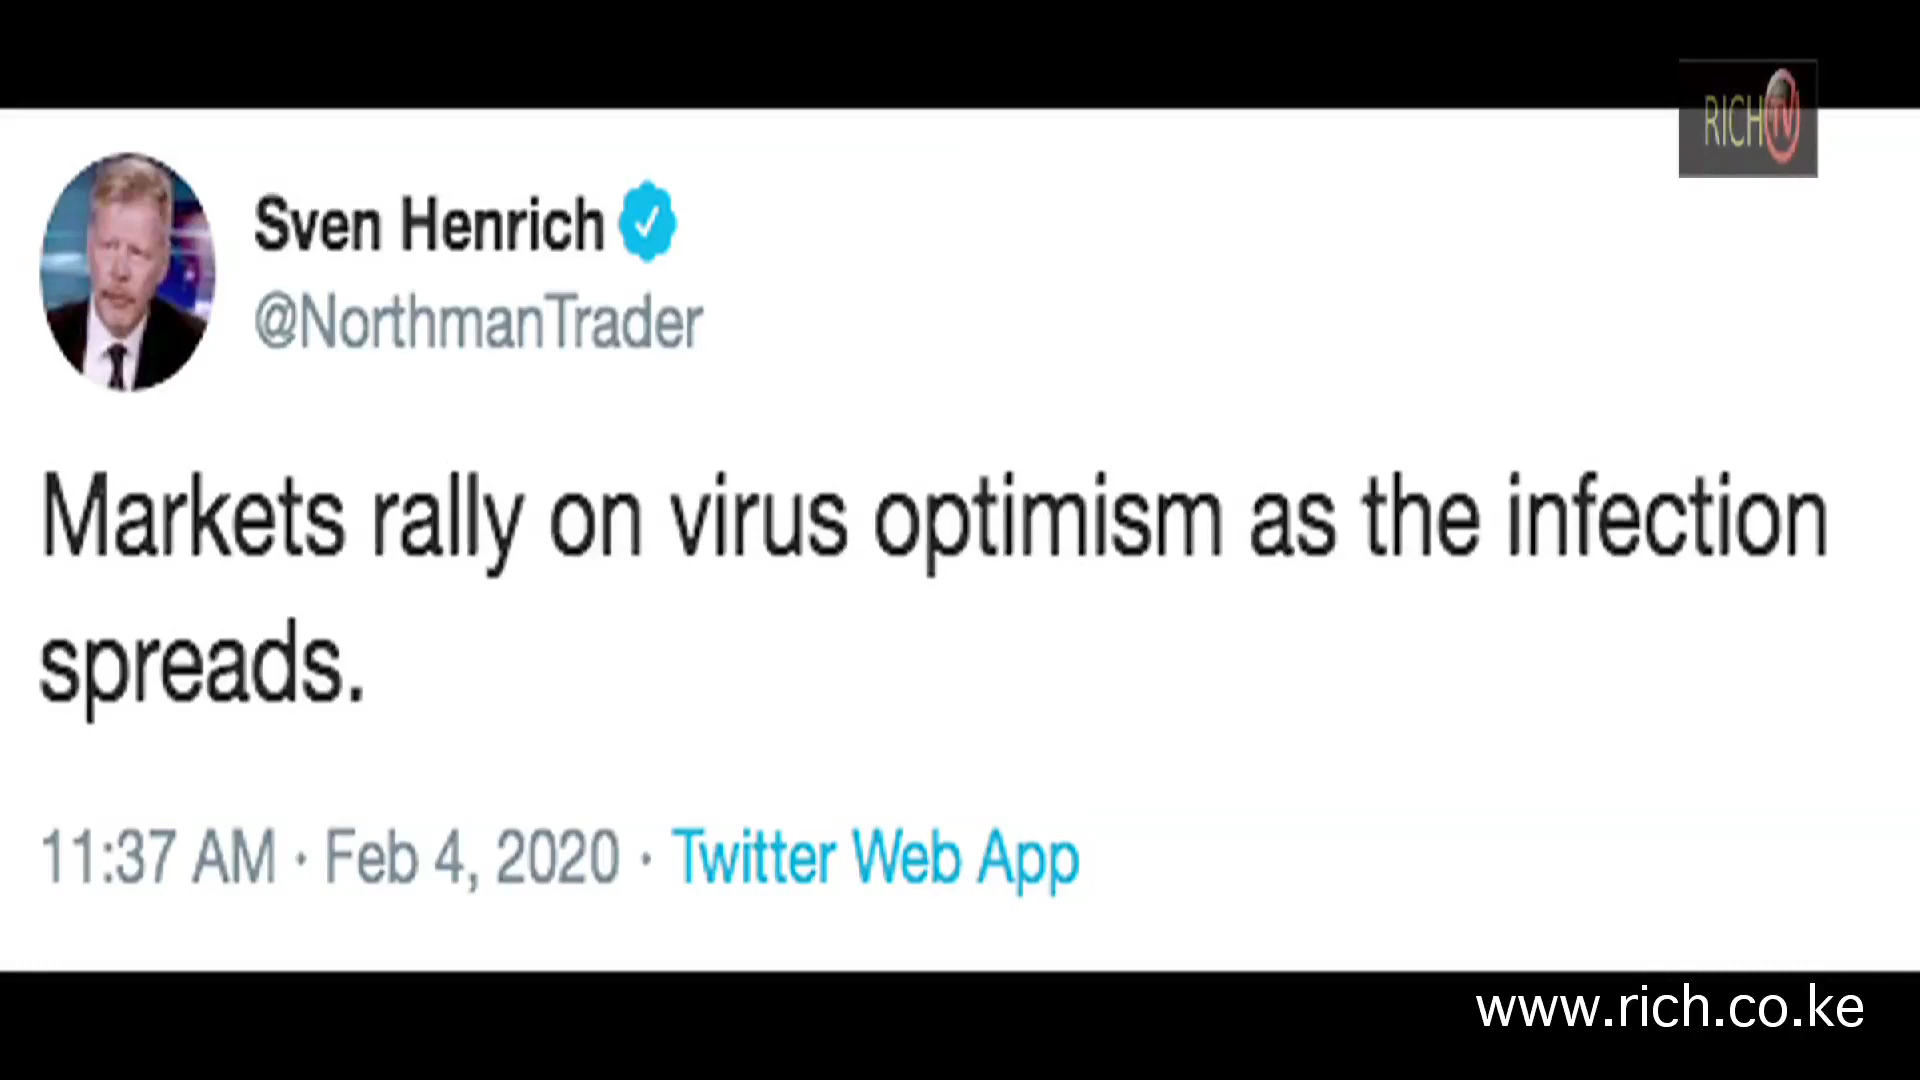 RICH TV
Sven Henrich
@NorthmanTrader
Markets rally on virus optimism as the infection
spreads.
11:37 AM · Feb 4, 2020 · Twitter Web App
www.rich.co.ke